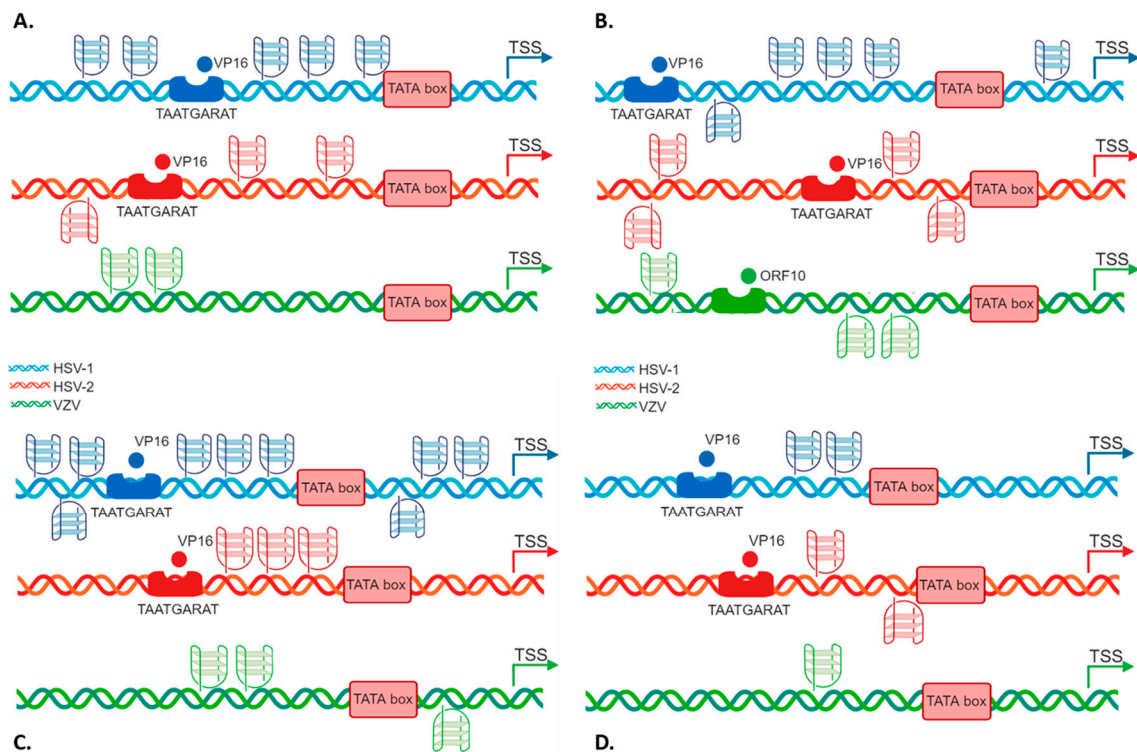 A.
TSS
VP16
TATA box
TAATGARAT
TSS
VP16
TATA box
TAATGARAT
TSS
TATA box
B.
TSS
VP16
TATA box
TAATGARAT
TSS
VP16
TATA box
TAATGARAT
TSS
ORF10
TATA box
HSV-1
HSV-2
VZV
HSV-1
HSV-2
VZV
TSS
VP16
TATA box
TAATGARAT
TSS
VP16
TATA box
TAATGARAT
TSS
TATA box
C.
TSS
VP16
TATA box
TAATGARAT
TSS
VP16
TATA box
TAATGARAT
TSS
TATA box
D.